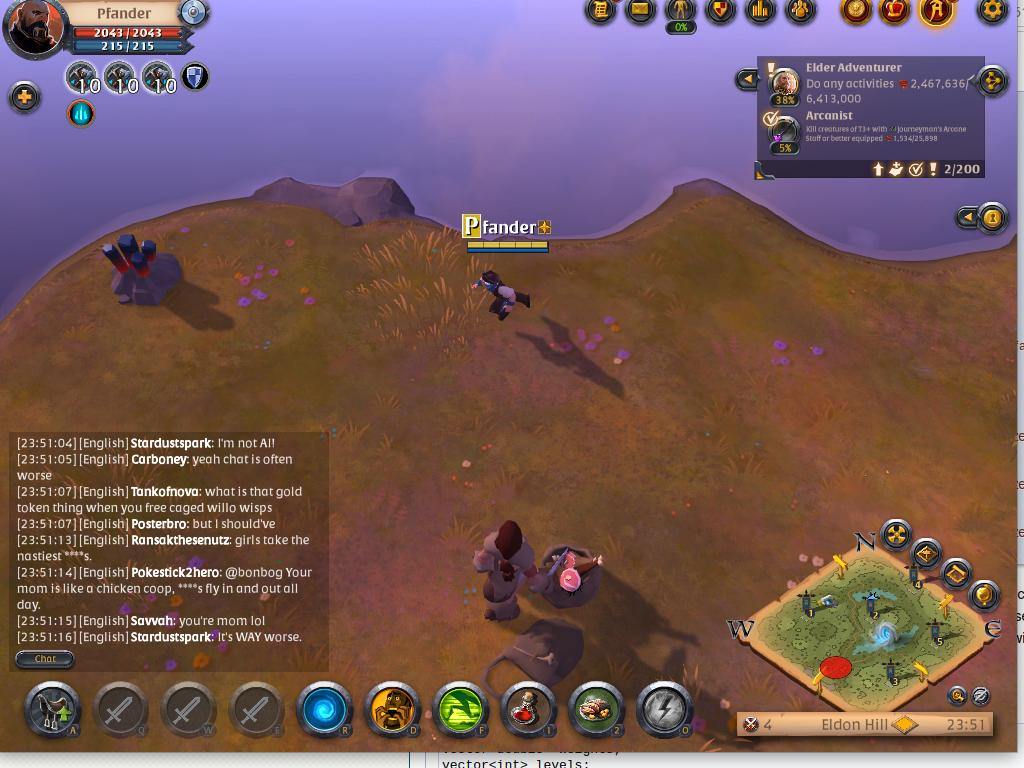 Pfander
2043 / 2043
215 / 215
10 10 10
0%
Elder Adventurer
Do any activities 2,467,636/
6,413,000
38%
Arcanist
Kill creatures of T3+ with Journeyman's Arcane
Staff or better equipped 1,534/25,898
5%
2/200
Pfander
[23:51:04] [English] Stardustspark: I'm not AI!
[23:51:05] [English] Carboney: yeah chat is often
worse
[23:51:07] [English] Tankofnova: what is that gold
token thing when you free caged willo wisps
[23:51:07] [English] Posterbro: but I should've
[23:51:13] [English] Ransakthesenutz: girls take the
nastiest ****s.
[23:51:14] [English] Pokestick2hero: @bonbog Your
mom is like a chicken coop, ****s fly in and out all
day.
[23:51:15] [English] Savvah: you're mom lol
[23:51:16] [English] Stardustspark: It's WAY worse.
Chat
N
W
E
1
2
3
4
5
A Q W E R D F 1 2 O
4 Eldon Hill 23:51
vector<int> levels;